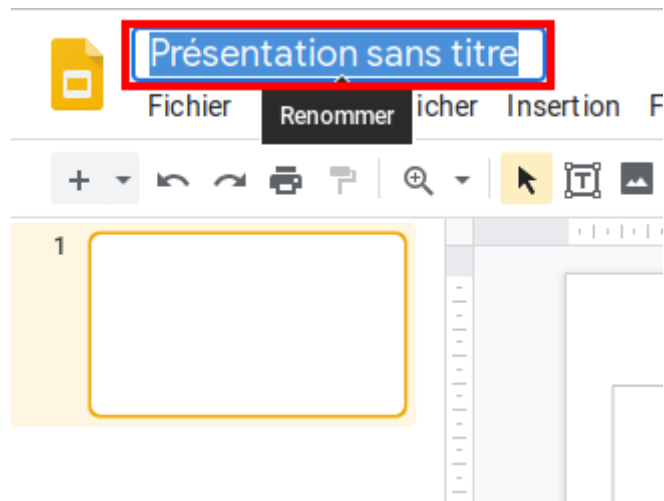 Présentation sans titre
Fichier Renommer icher Insertion F
1